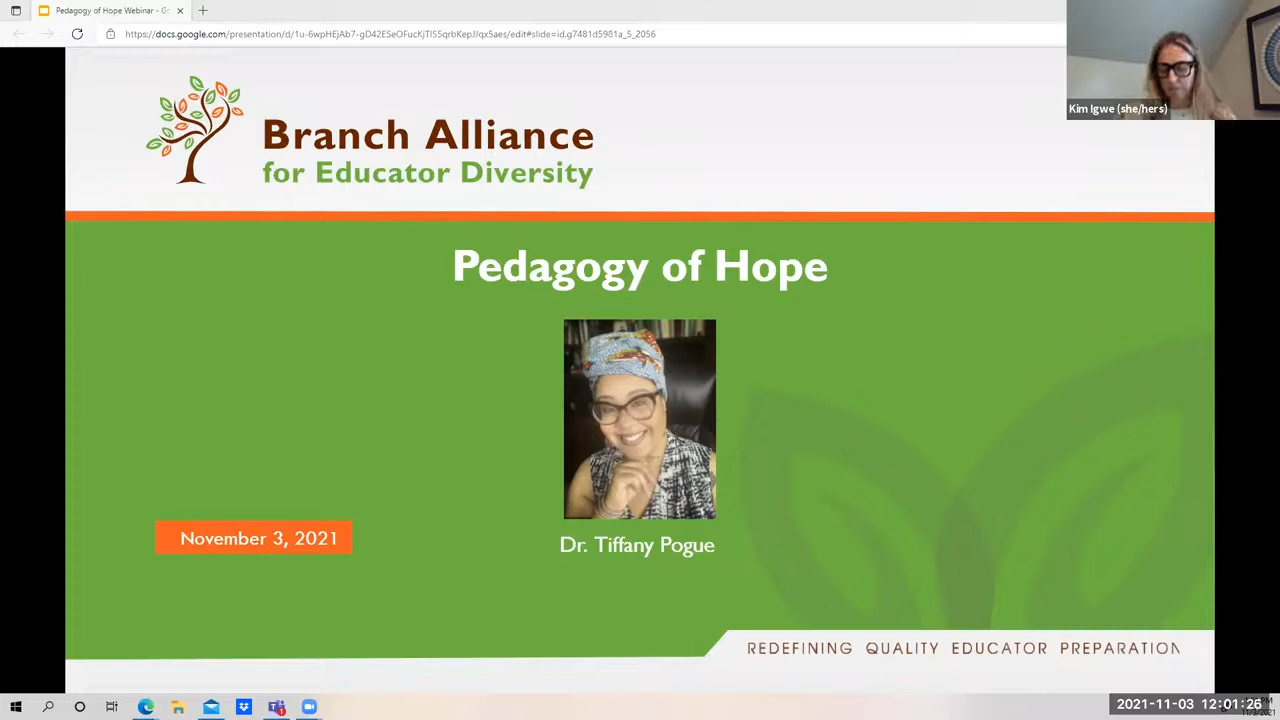 Pedagogy of Hope Webinar - Go
https://docs.google.com/presentation/d/1u-6wpHEjAb7-gD42ESeOFucKjTIS5qrbKepJJqx5aes/edit#slide=id.g7481d5981a_5_2056
Kim Igwe (she/hers)
Branch Alliance
for Educator Diversity
Pedagogy of Hope
November 3, 2021
Dr. Tiffany Pogue
REDEFINING QUALITY EDUCATOR PREPARATION
2021-11-03 12:01:26